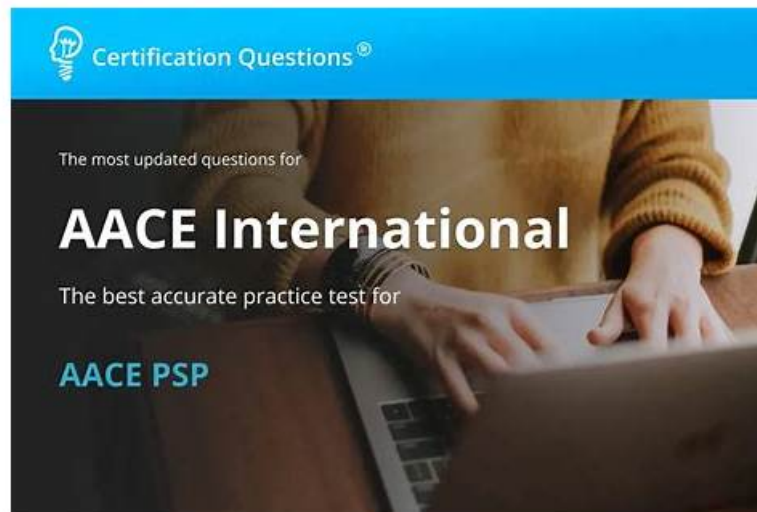 Certification Questions®
The most updated questions for
AACE International
The best accurate practice test for
AACE PSP